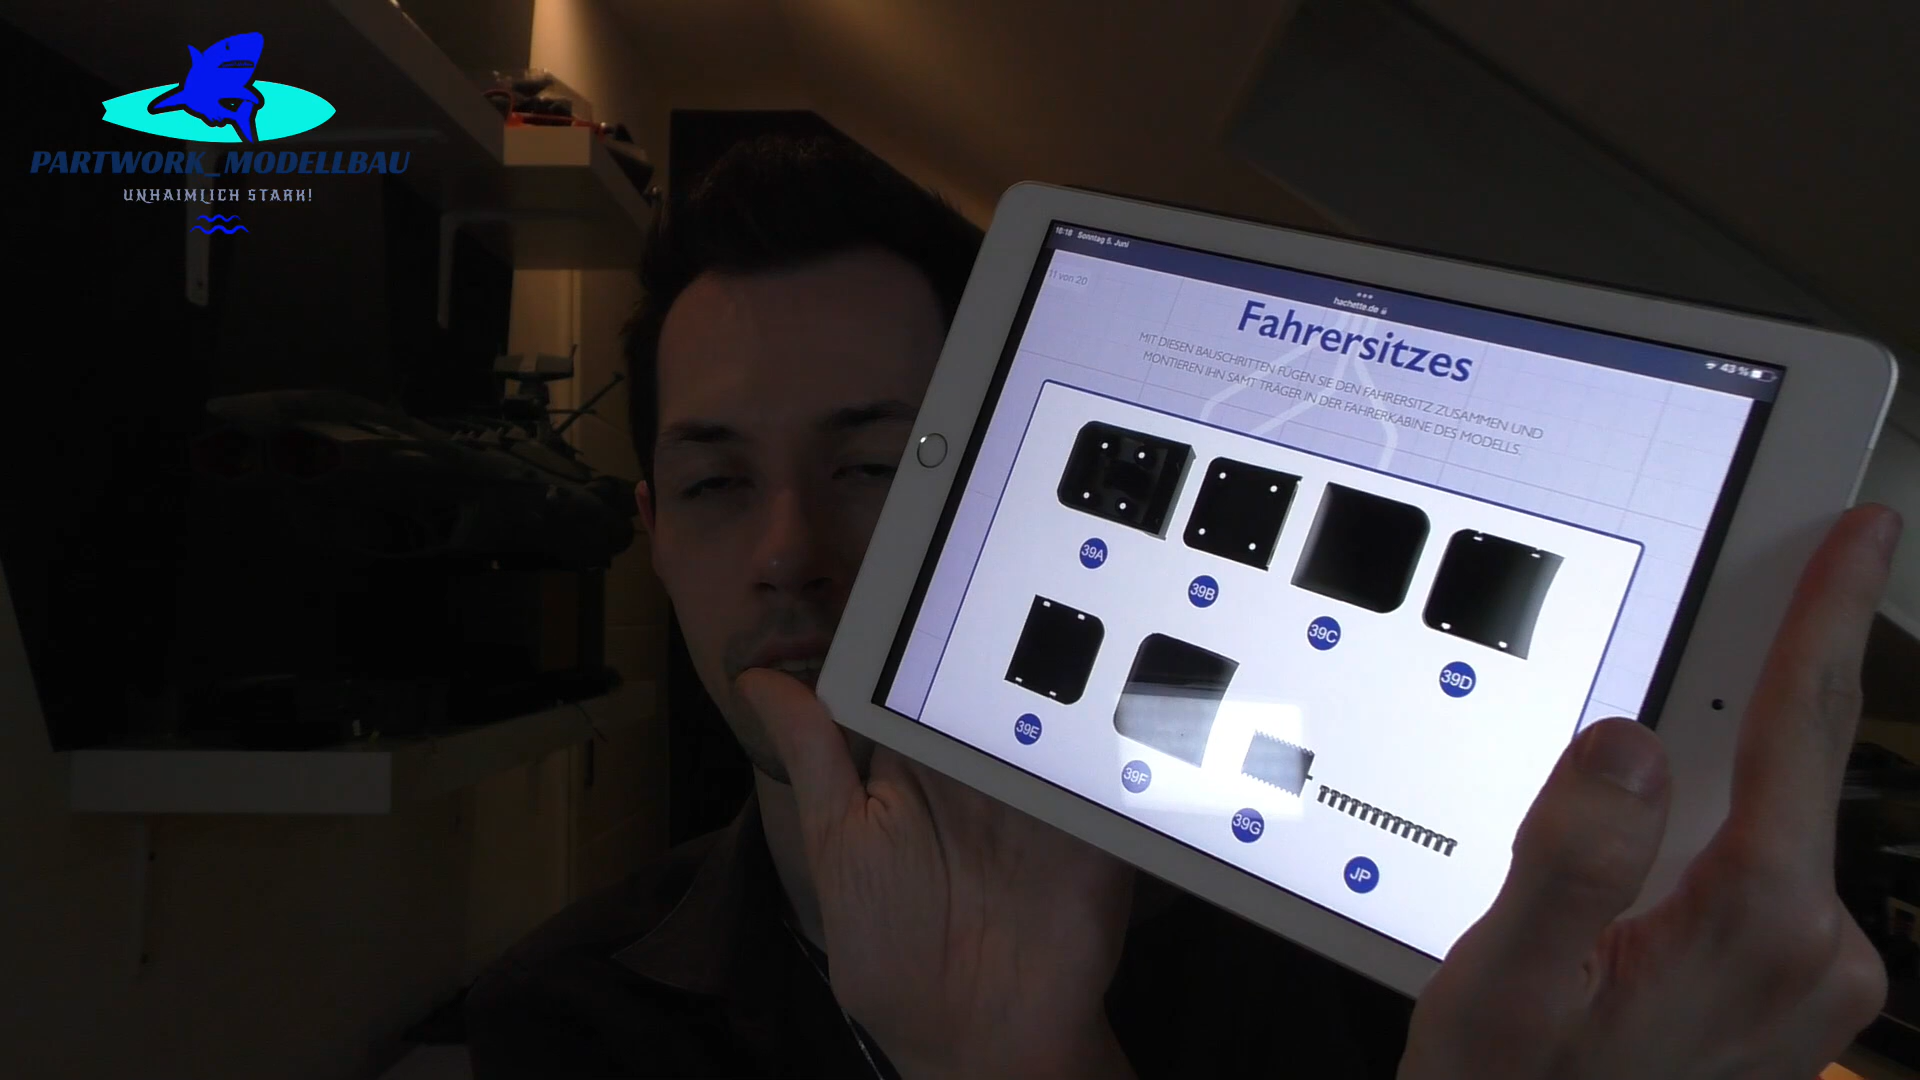 PARTWORK_MODELLBAU
UNHAIMLICH STARK!
16:18 Sonntag 5. Juni
hachette.de
43 %
11 von 20
Fahrersitzes
MIT DIESEN BAUSCHRITTEN FÜGEN SIE DEN FAHRERSITZ ZUSAMMEN UND
MONTIEREN IHN SAMT TRÄGER IN DER FAHRERKABINE DES MODELLS.
39A
39B
39C
39D
39E
39F
39G
JP